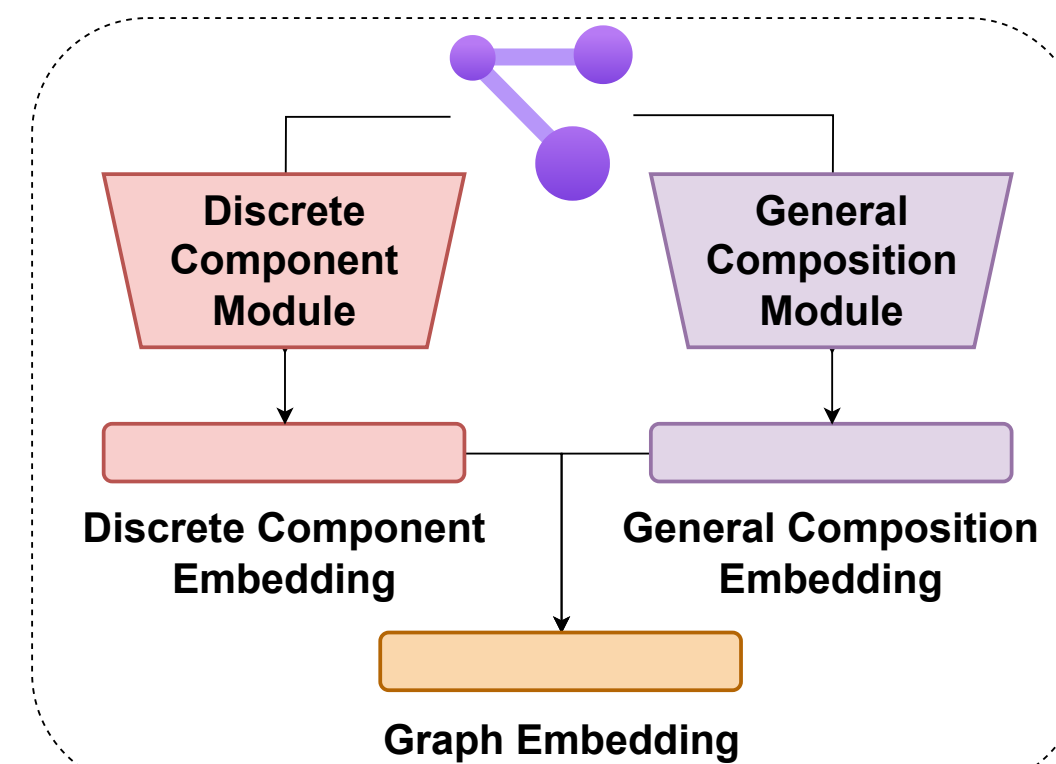 Discrete
Component
Module
General
Composition
Module
Discrete Component
Embedding
General Composition
Embedding
Graph Embedding